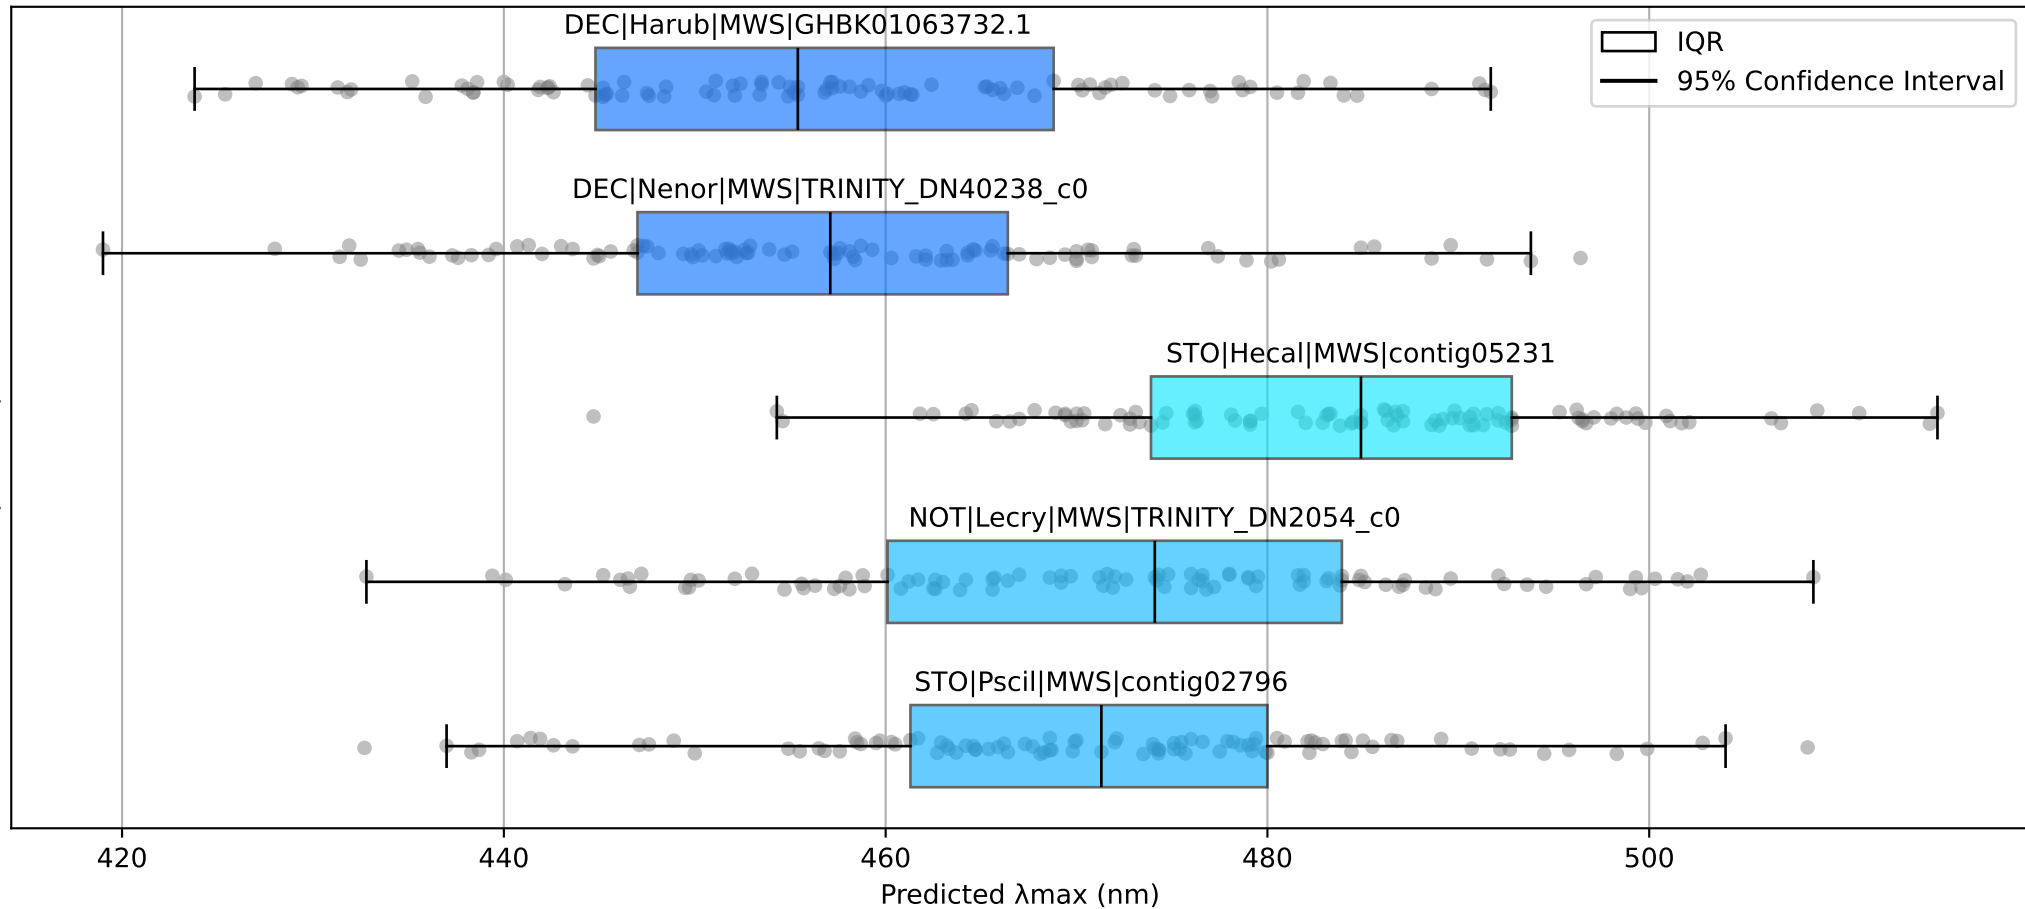 DEC|Harub|MWS|GHBK01063732.1
IQR
95% Confidence Interval
DEC|Nenor|MWS|TRINITY_DN40238_c0
STO|Hecal|MWS|contig05231
NOT|Lecry|MWS|TRINITY_DN2054_c0
STO|Pscil|MWS|contig02796
420 440 460 480 500
Predicted λmax (nm)